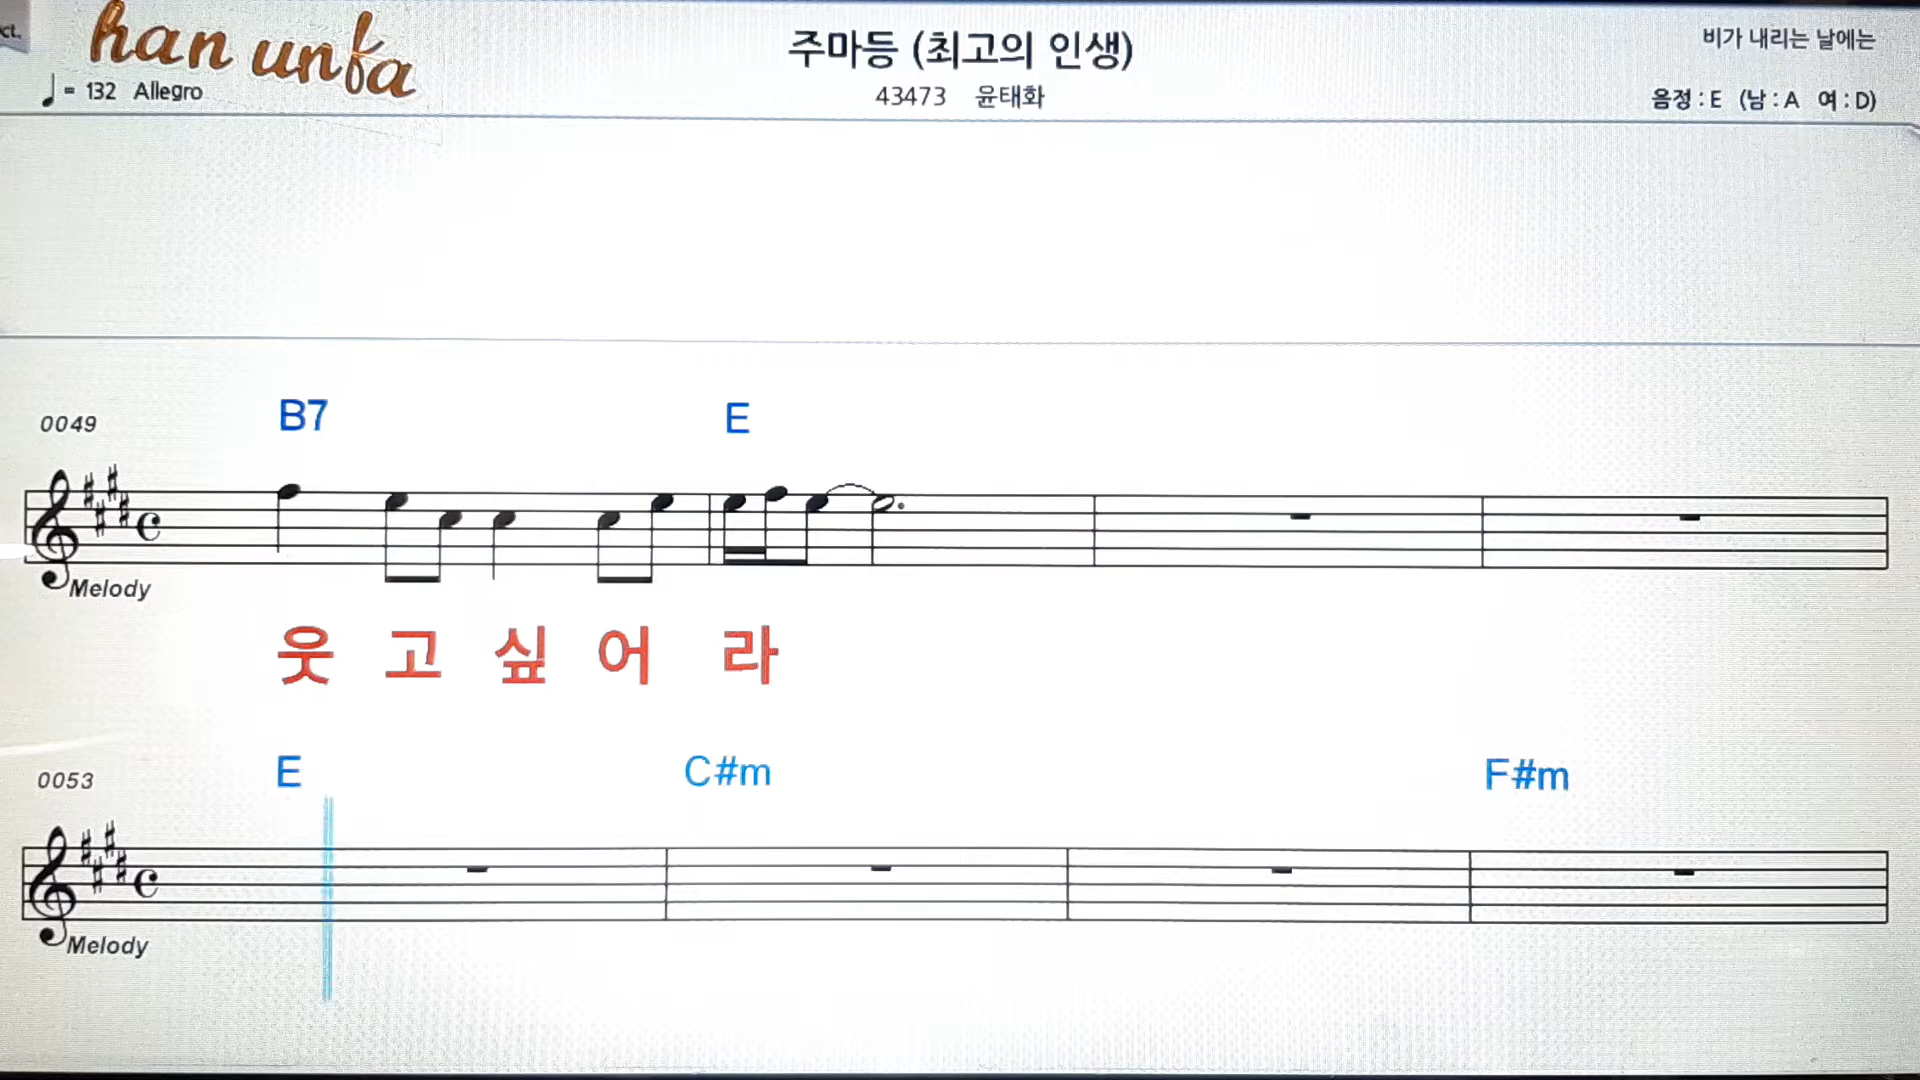 ct.
han unfa
주마등 (최고의 인생)
비가 내리는 날에는
♩ = 132 Allegro
43473 윤태화
음정 : E (남 : A 여 : D)
0049 B7 E
Melody
웃 고 싶 어 라
0053 E C#m F#m
Melody